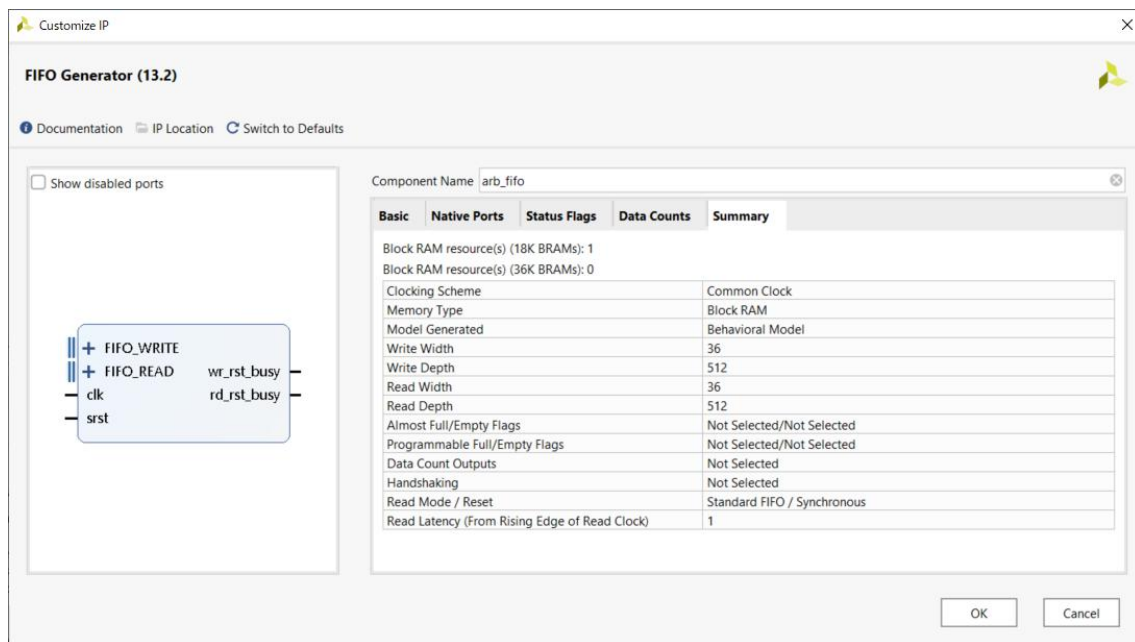 Customize IP
FIFO Generator (13.2)
Documentation IP Location Switch to Defaults
Show disabled ports
FIFO_WRITE
FIFO_READ wr_rst_busy
clk rd_rst_busy
srst
Component Name arb_fifo
Basic Native Ports Status Flags Data Counts Summary
Block RAM resource(s) (18K BRAMs): 1
Block RAM resource(s) (36K BRAMs): 0
Clocking Scheme Common Clock
Memory Type Block RAM
Model Generated Behavioral Model
Write Width 36
Write Depth 512
Read Width 36
Read Depth 512
Almost Full/Empty Flags Not Selected/Not Selected
Programmable Full/Empty Flags Not Selected/Not Selected
Data Count Outputs Not Selected
Handshaking Not Selected
Read Mode / Reset Standard FIFO / Synchronous
Read Latency (From Rising Edge of Read Clock) 1
OK Cancel